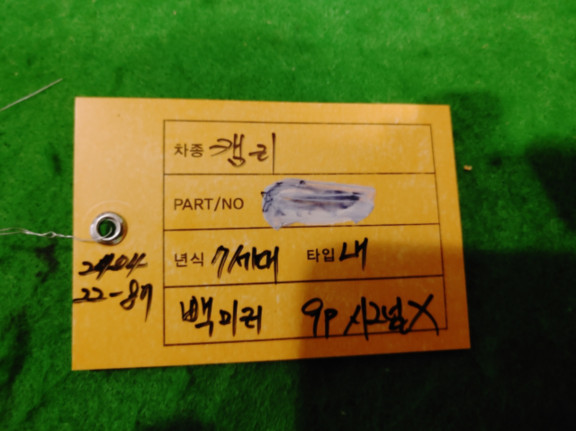 차종 캠리
PART/NO
년식 7세대 타입 내
백미러 9P 시그널X
2404
22-87